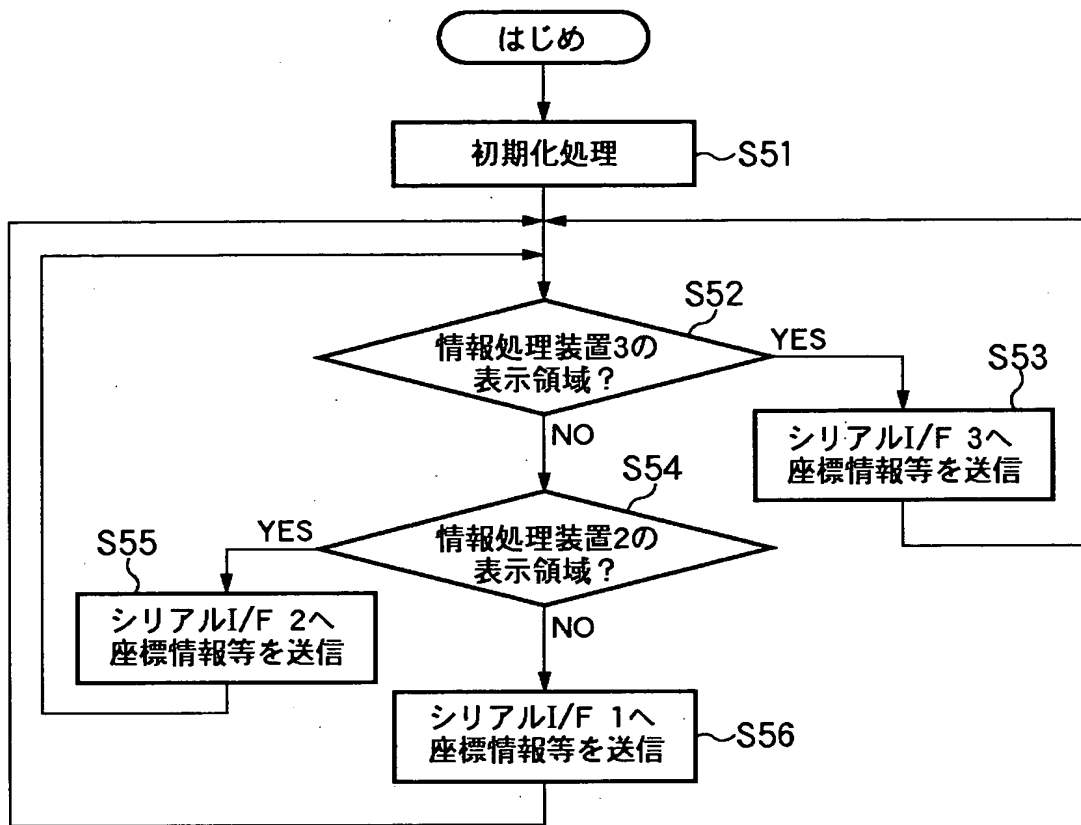 はじめ
初期化処理
S51
S52
情報処理装置3の
表示領域?
YES
S53
シリアルI/F 3へ
座標情報等を送信
NO
S54
情報処理装置2の
表示領域?
YES
S55
シリアルI/F 2へ
座標情報等を送信
NO
シリアルI/F 1へ
座標情報等を送信
S56